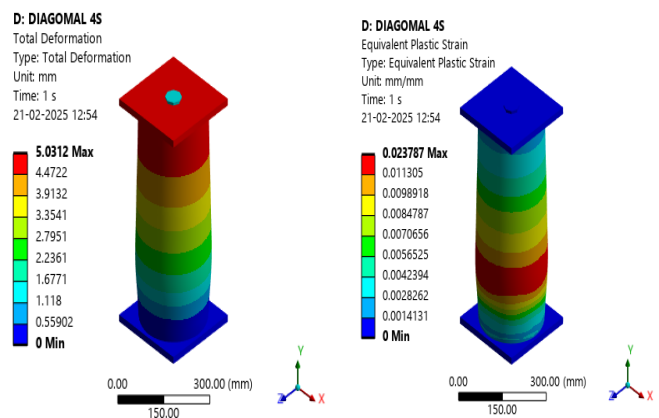 D: DIAGOMAL 4S
Total Deformation
Type: Total Deformation
Unit: mm
Time: 1 s
21-02-2025 12:54
5.0312 Max
4.4722
3.9132
3.3541
2.7951
2.2361
1.6771
1.118
0.55902
0 Min
0.00
300.00 (mm)
150.00
Y
Z
X
D: DIAGOMAL 4S
Equivalent Plastic Strain
Type: Equivalent Plastic Strain
Unit: mm/mm
Time: 1 s
21-02-2025 12:54
0.023787 Max
0.011305
0.0098918
0.0084787
0.0070656
0.0056525
0.0042394
0.0028262
0.0014131
0 Min
0.00
300.00 (mm)
150.00
Y
Z
X